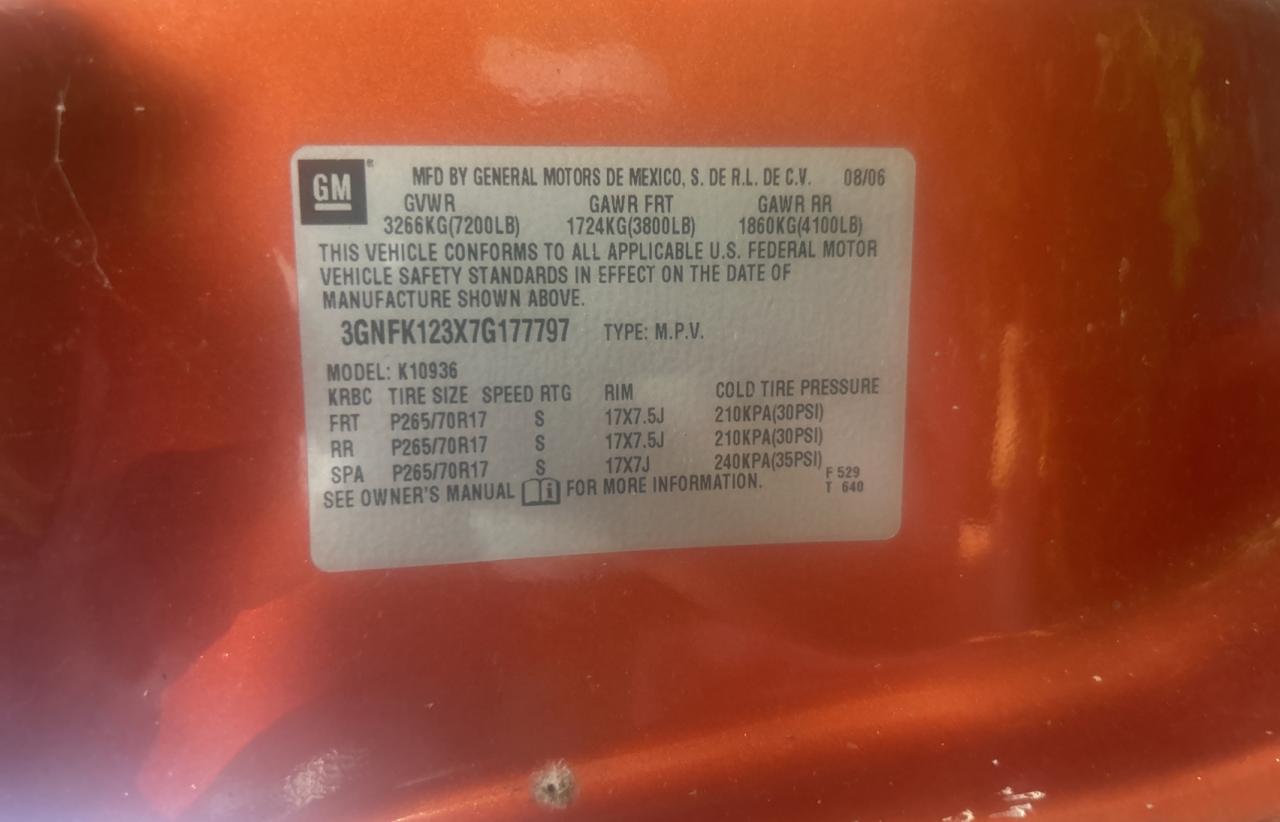 GM® MFD BY GENERAL MOTORS DE MEXICO, S. DE R.L. DE C.V. 08/06
GVWR GAWR FRT GAWR RR
3266KG(7200LB) 1724KG(3800LB) 1860KG(4100LB)
THIS VEHICLE CONFORMS TO ALL APPLICABLE U.S. FEDERAL MOTOR
VEHICLE SAFETY STANDARDS IN EFFECT ON THE DATE OF
MANUFACTURE SHOWN ABOVE.
3GNFK123X7G177797 TYPE: M.P.V.
MODEL: K10936
KRBC TIRE SIZE SPEED RTG RIM COLD TIRE PRESSURE
FRT P265/70R17 S 17X7.5J 210KPA(30PSI)
RR P265/70R17 S 17X7.5J 210KPA(30PSI)
SPA P265/70R17 S 17X7J 240KPA(35PSI)
SEE OWNER'S MANUAL i FOR MORE INFORMATION.
F 529
T 640